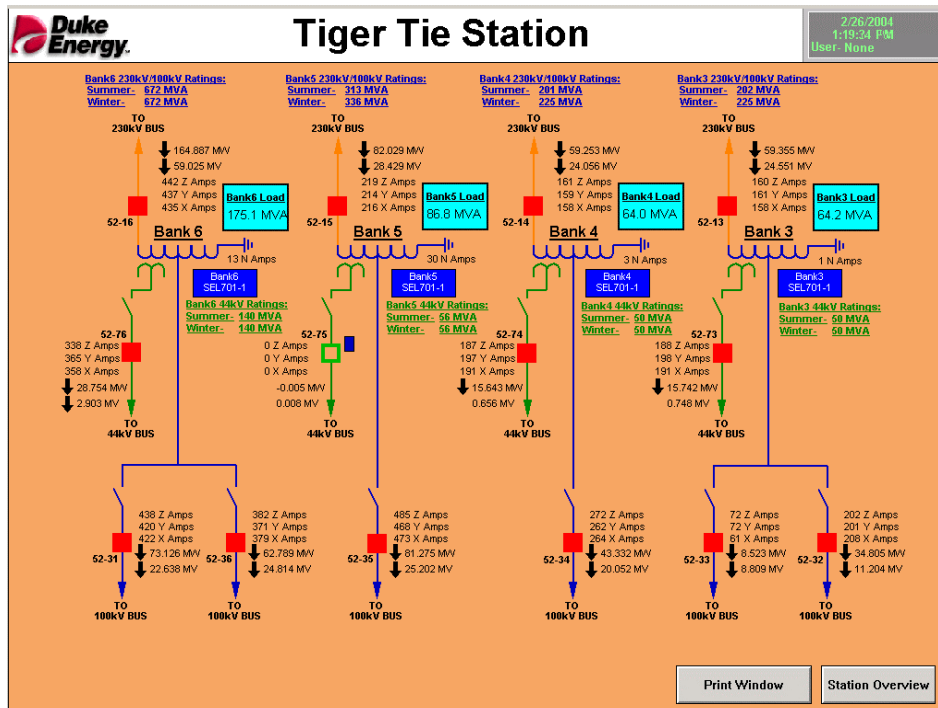 Duke
Energy.
Tiger Tie Station
2/26/2004
1:19:34 PM
User- None
Bank6 230kV/100kV Ratings:
Summer- 672 MVA
Winter- 672 MVA
Bank5 230kV/100kV Ratings:
Summer- 313 MVA
Winter- 336 MVA
Bank4 230kV/100kV Ratings:
Summer- 201 MVA
Winter- 225 MVA
Bank3 230kV/100kV Ratings:
Summer- 202 MVA
Winter- 225 MVA
TO
230kV BUS
164.887 MW
59.025 MV
442 Z Amps
437 Y Amps
435 X Amps
52-16
Bank6 Load
175.1 MVA
Bank 6
13 N Amps
Bank6
SEL701-1
Bank6 44kV Ratings:
Summer- 140 MVA
Winter- 140 MVA
TO
230kV BUS
82.029 MW
28.429 MV
219 Z Amps
214 Y Amps
216 X Amps
52-15
Bank5 Load
86.8 MVA
Bank 5
30 N Amps
Bank5
SEL701-1
Bank5 44kV Ratings:
Summer- 56 MVA
Winter- 56 MVA
TO
230kV BUS
59.253 MW
24.056 MV
161 Z Amps
159 Y Amps
158 X Amps
52-14
Bank4 Load
64.0 MVA
Bank 4
3 N Amps
Bank4
SEL701-1
Bank4 44kV Ratings:
Summer- 50 MVA
Winter- 50 MVA
TO
230kV BUS
59.355 MW
24.551 MV
160 Z Amps
161 Y Amps
158 X Amps
52-13
Bank3 Load
64.2 MVA
Bank 3
1 N Amps
Bank3
SEL701-1
Bank3 44kV Ratings:
Summer- 50 MVA
Winter- 50 MVA
52-76
338 Z Amps
365 Y Amps
358 X Amps
28.754 MW
2.903 MV
TO
44kV BUS
52-75
0 Z Amps
0 Y Amps
0 X Amps
-0.005 MW
0.008 MV
TO
44kV BUS
52-74
187 Z Amps
197 Y Amps
191 X Amps
15.643 MW
0.656 MV
TO
44kV BUS
52-73
188 Z Amps
198 Y Amps
191 X Amps
15.742 MW
0.748 MV
TO
44kV BUS
438 Z Amps
420 Y Amps
422 X Amps
52-31
73.126 MW
22.638 MV
TO
100kV BUS
382 Z Amps
371 Y Amps
379 X Amps
52-36
62.789 MW
24.814 MV
TO
100kV BUS
485 Z Amps
468 Y Amps
473 X Amps
52-35
81.275 MW
25.202 MV
TO
100kV BUS
272 Z Amps
262 Y Amps
264 X Amps
52-34
43.332 MW
20.052 MV
TO
100kV BUS
72 Z Amps
72 Y Amps
61 X Amps
52-33
8.523 MW
8.809 MV
TO
100kV BUS
202 Z Amps
201 Y Amps
208 X Amps
52-32
34.805 MW
11.204 MV
TO
100kV BUS
Print Window
Station Overview